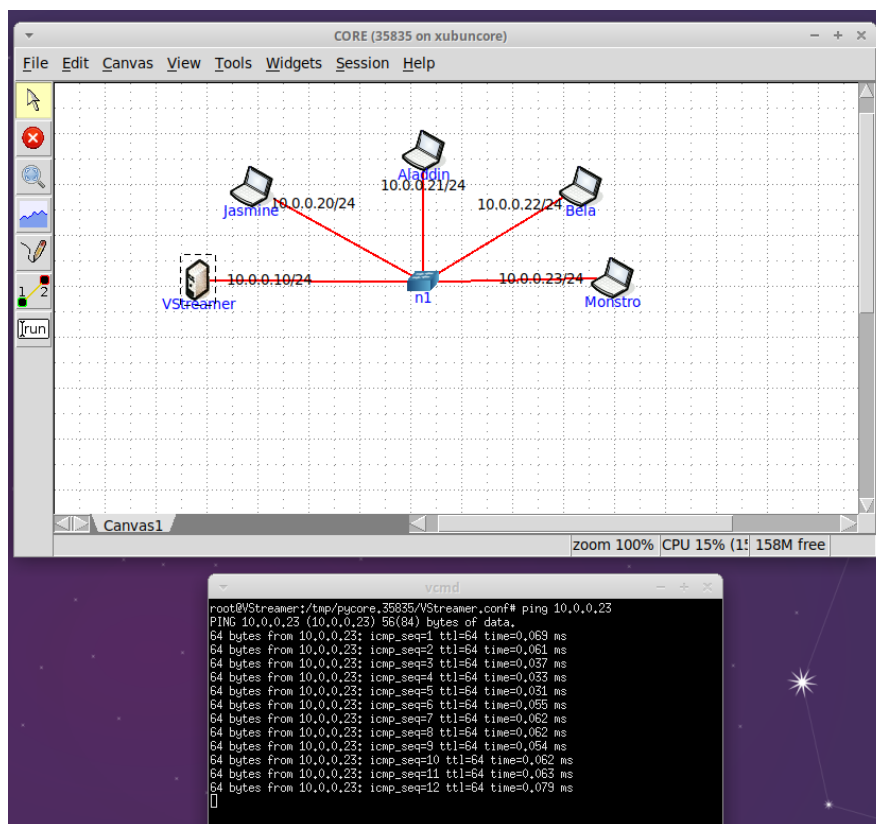 CORE (35835 on xubuncore)
File Edit Canvas View Tools Widgets Session Help
Aladdin
10.0.0.21/24
Jasmine
10.0.0.20/24
10.0.0.22/24
Bela
10.0.0.10/24
10.0.0.23/24
VStreamer
n1
Monstro
1 2
run
Canvas1
zoom 100% CPU 15% (1 158M free
vcmd
root@VStreamer:/tmp/pycore.35835/VStreamer.conf# ping 10.0.0.23
PING 10.0.0.23 (10.0.0.23) 56(84) bytes of data.
64 bytes from 10.0.0.23: icmp_seq=1 ttl=64 time=0.069 ms
64 bytes from 10.0.0.23: icmp_seq=2 ttl=64 time=0.061 ms
64 bytes from 10.0.0.23: icmp_seq=3 ttl=64 time=0.037 ms
64 bytes from 10.0.0.23: icmp_seq=4 ttl=64 time=0.033 ms
64 bytes from 10.0.0.23: icmp_seq=5 ttl=64 time=0.031 ms
64 bytes from 10.0.0.23: icmp_seq=6 ttl=64 time=0.055 ms
64 bytes from 10.0.0.23: icmp_seq=7 ttl=64 time=0.062 ms
64 bytes from 10.0.0.23: icmp_seq=8 ttl=64 time=0.062 ms
64 bytes from 10.0.0.23: icmp_seq=9 ttl=64 time=0.054 ms
64 bytes from 10.0.0.23: icmp_seq=10 ttl=64 time=0.062 ms
64 bytes from 10.0.0.23: icmp_seq=11 ttl=64 time=0.063 ms
64 bytes from 10.0.0.23: icmp_seq=12 ttl=64 time=0.079 ms